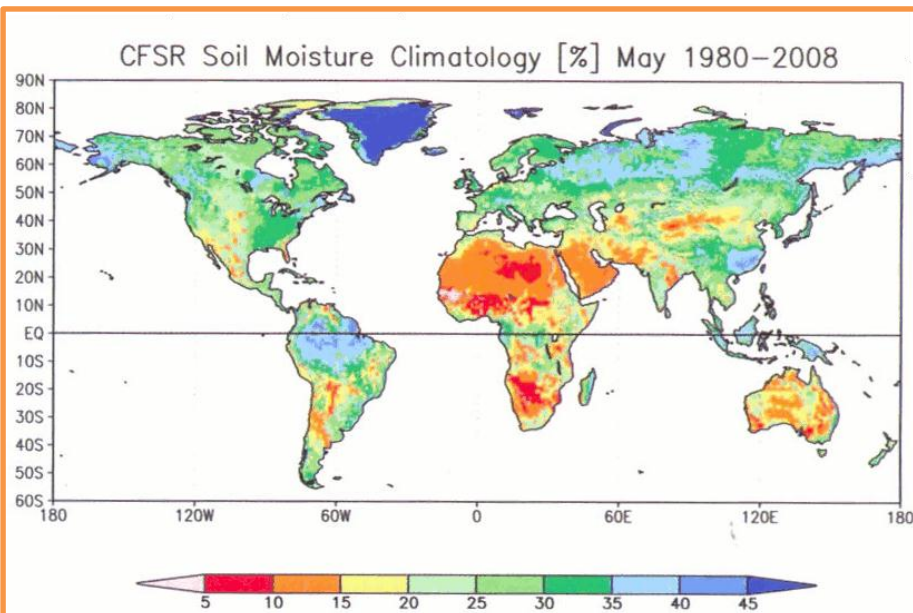 CFSR Soil Moisture Climatology [%] May 1980-2008
90N
80N
70N
60N
50N
40N
30N
20N
10N
EQ
10S
20S
30S
40S
50S
60S
180 120W 60W 0 60E 120E 180
5 10 15 20 25 30 35 40 45